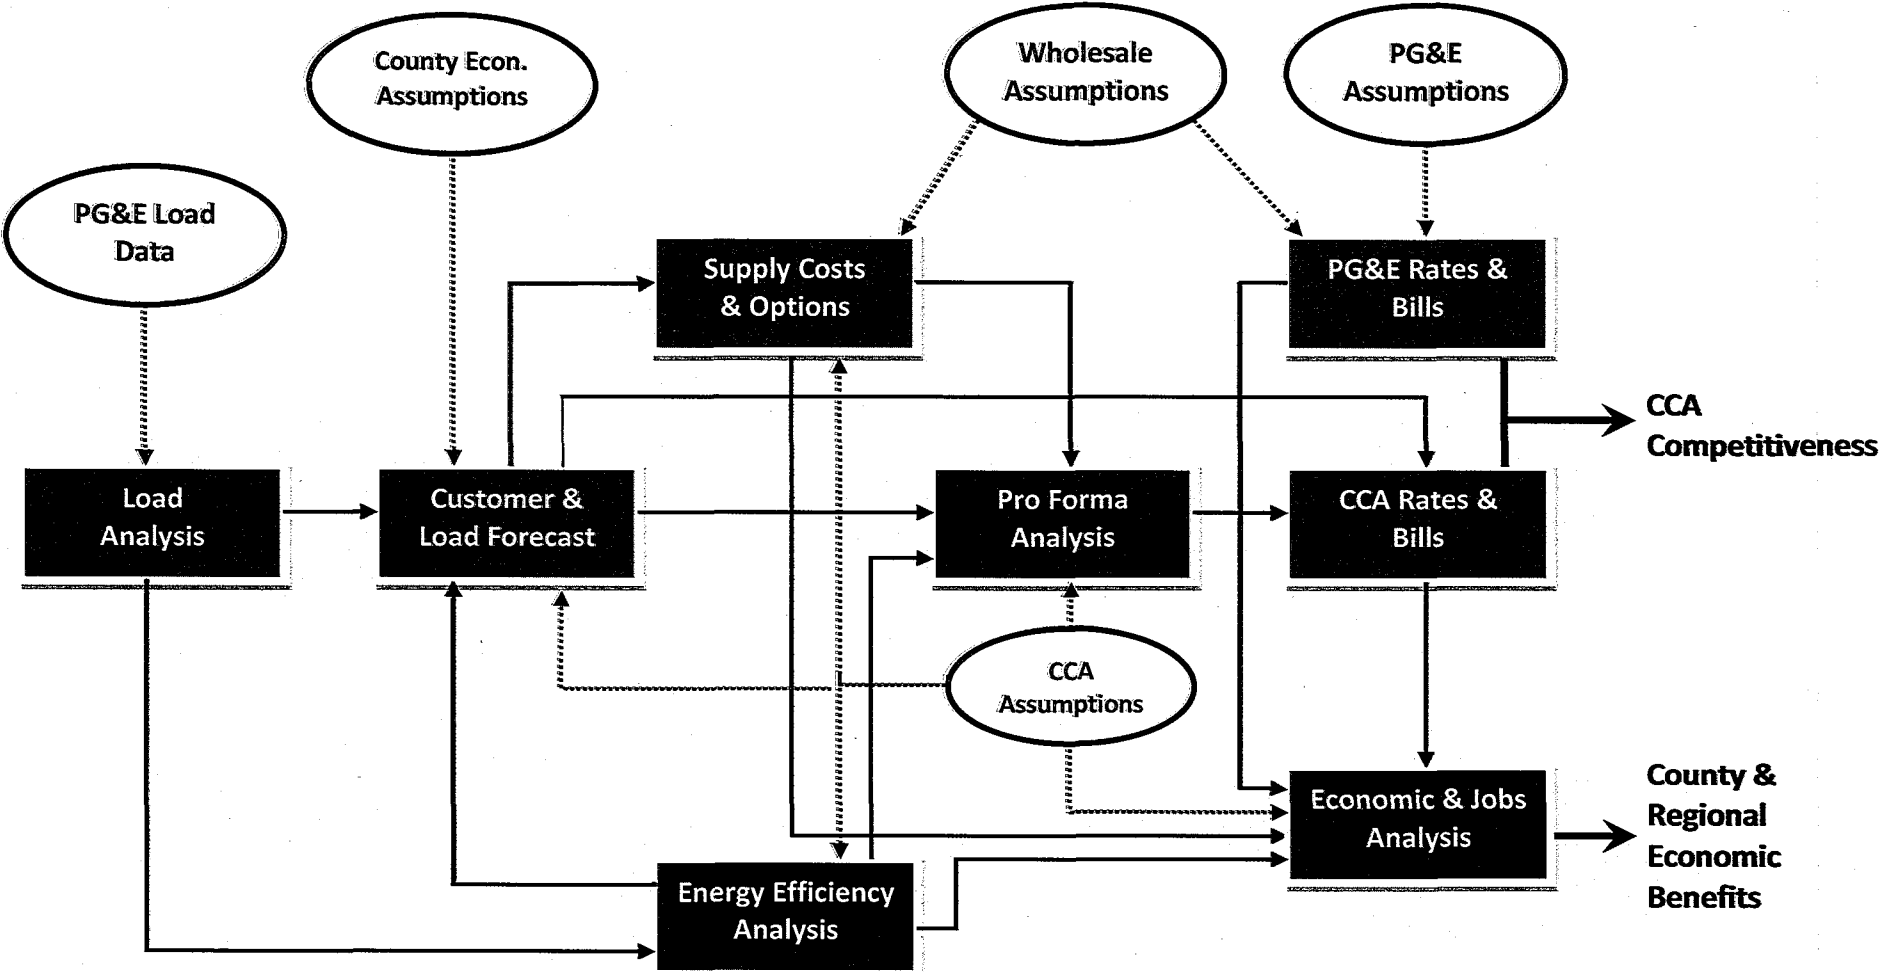 County Econ.
Assumptions
Wholesale
Assumptions
PG&E
Assumptions
PG&E Load
Data
Supply Costs
& Options
PG&E Rates &
Bills
CCA
Competitiveness
Load
Analysis
Customer &
Load Forecast
Pro Forma
Analysis
CCA Rates &
Bills
CCA
Assumptions
Economic & Jobs
Analysis
County &
Regional
Economic
Benefits
Energy Efficiency
Analysis